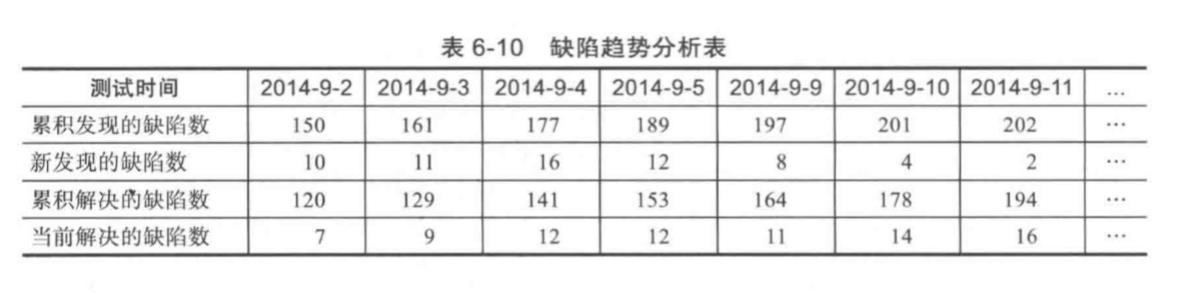 表 6-10 缺陷趋势分析表
测试时间 2014-9-2 2014-9-3 2014-9-4 2014-9-5 2014-9-9 2014-9-10 2014-9-11 …
累积发现的缺陷数 150 161 177 189 197 201 202 …
新发现的缺陷数 10 11 16 12 8 4 2 …
累积解决的缺陷数 120 129 141 153 164 178 194 …
当前解决的缺陷数 7 9 12 12 11 14 16 …